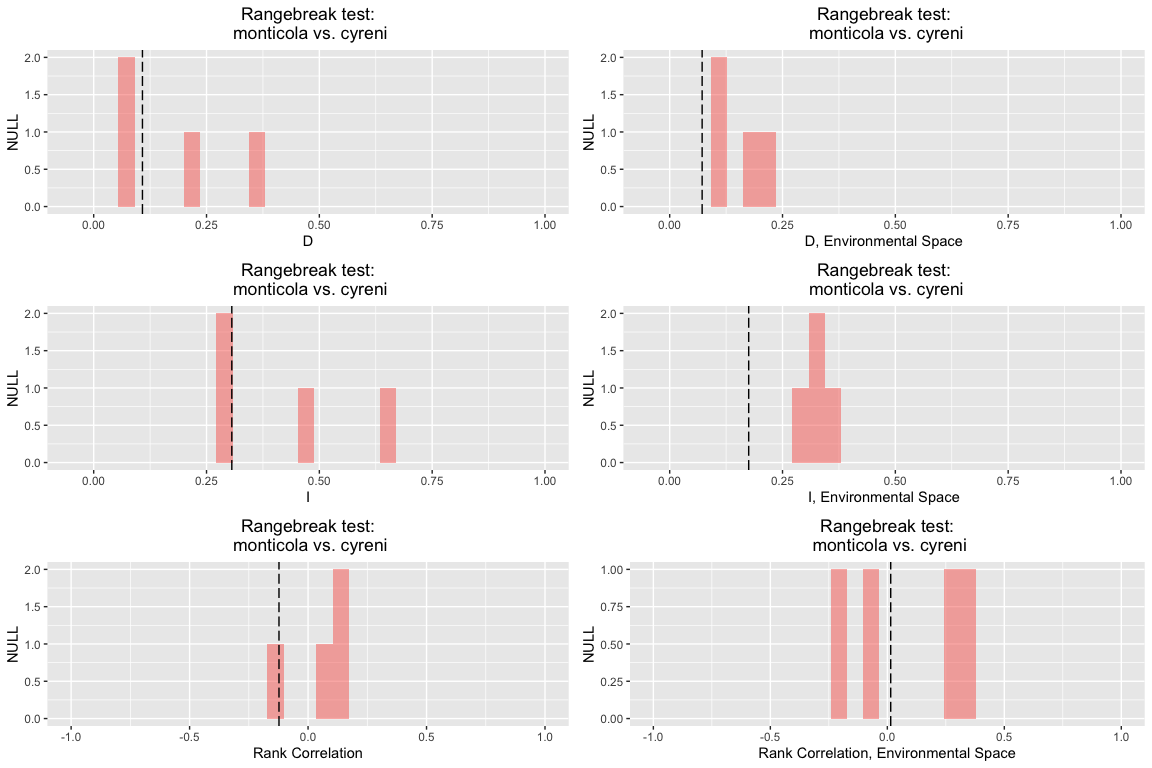 Rangebreak test:
monticola vs. cyreni
NULL
2.0
1.5
1.0
0.5
0.0
0.00 0.25 0.50 0.75 1.00
D
Rangebreak test:
monticola vs. cyreni
NULL
2.0
1.5
1.0
0.5
0.0
0.00 0.25 0.50 0.75 1.00
D, Environmental Space
Rangebreak test:
monticola vs. cyreni
NULL
2.0
1.5
1.0
0.5
0.0
0.00 0.25 0.50 0.75 1.00
I
Rangebreak test:
monticola vs. cyreni
NULL
2.0
1.5
1.0
0.5
0.0
0.00 0.25 0.50 0.75 1.00
I, Environmental Space
Rangebreak test:
monticola vs. cyreni
NULL
2.0
1.5
1.0
0.5
0.0
-1.0 -0.5 0.0 0.5 1.0
Rank Correlation
Rangebreak test:
monticola vs. cyreni
NULL
1.00
0.75
0.50
0.25
0.00
-1.0 -0.5 0.0 0.5 1.0
Rank Correlation, Environmental Space